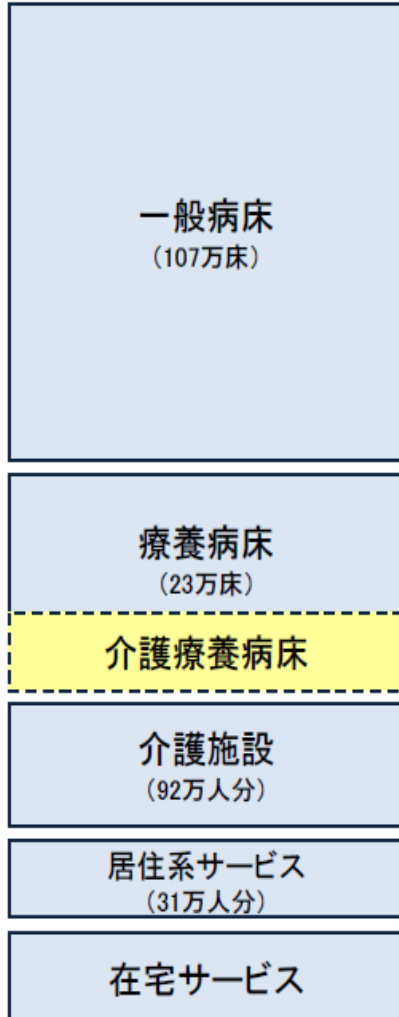 一般病床
（107万床）
療養病床
（23万床）
介護療養病床
介護施設
（92万人分）
居住系サービス
（31万人分）
在宅サービス